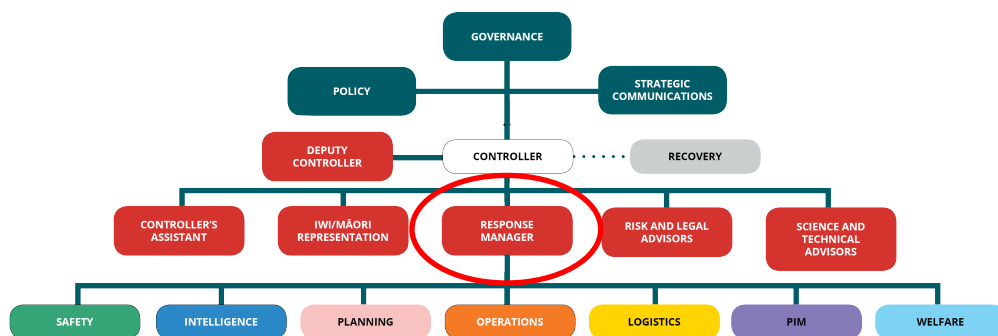 GOVERNANCE
POLICY
STRATEGIC
COMMUNICATIONS
DEPUTY
CONTROLLER
CONTROLLER
RECOVERY
CONTROLLER'S
ASSISTANT
IWI/MĀORI
REPRESENTATION
RESPONSE
MANAGER
RISK AND LEGAL
ADVISORS
SCIENCE AND
TECHNICAL
ADVISORS
SAFETY
INTELLIGENCE
PLANNING
OPERATIONS
LOGISTICS
PIM
WELFARE